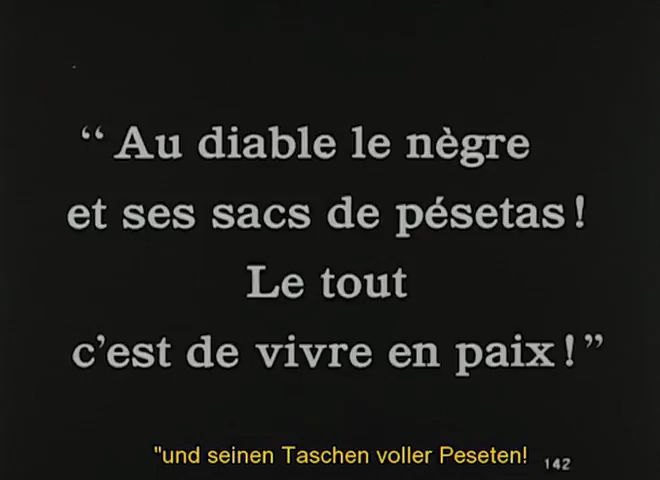 “ Au diable le nègre
et ses sacs de pésetas !
Le tout
c’est de vivre en paix ! ”
"und seinen Taschen voller Peseten!
142